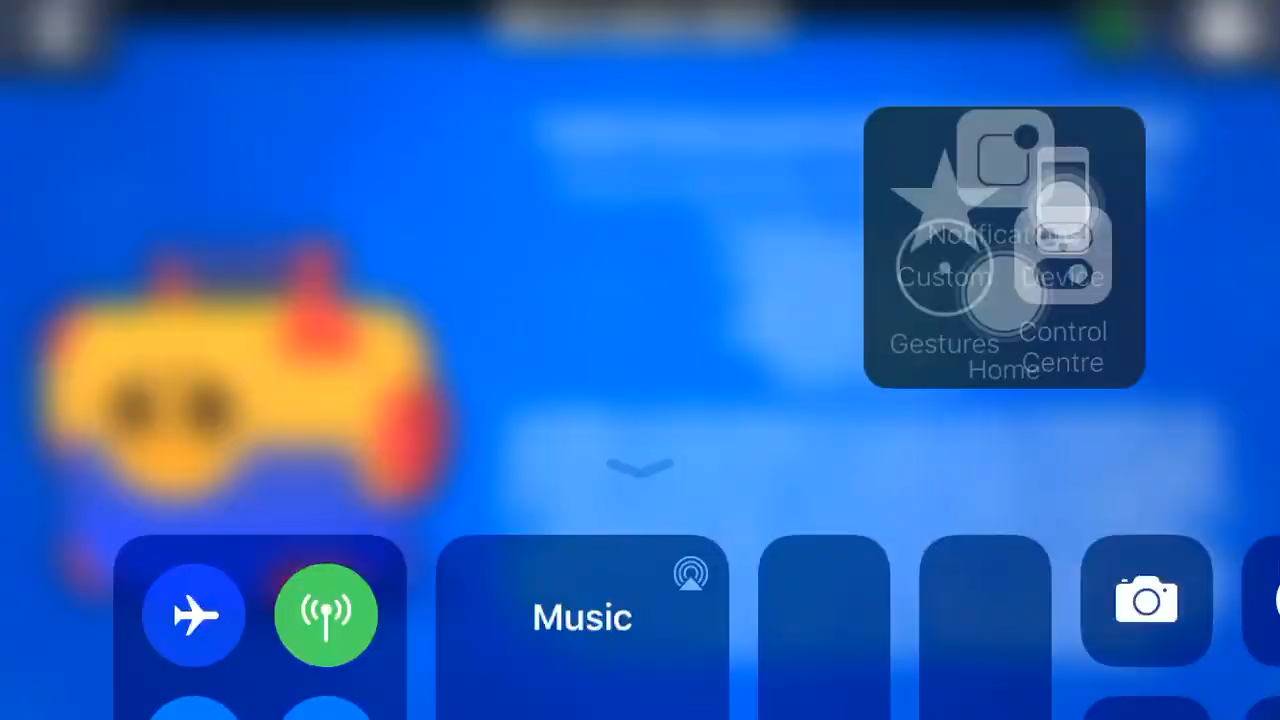 Notifications
Custom
Device
Gestures
Control
Centre
Home
Music